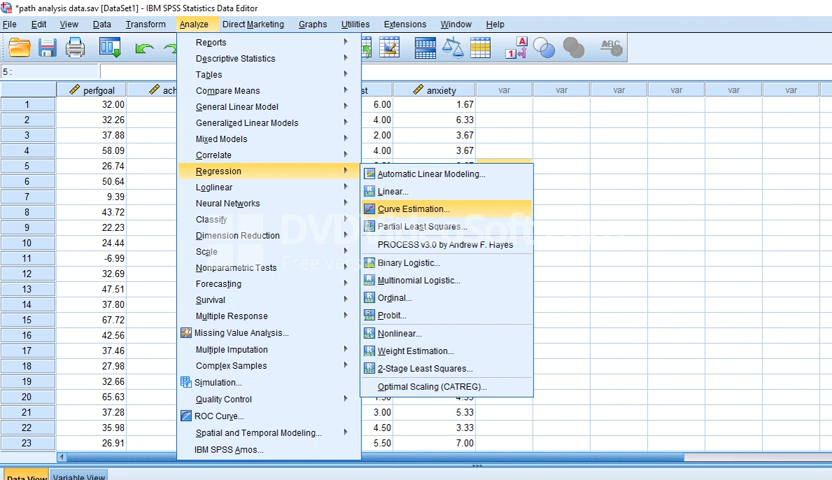 *path analysis data.sav [DataSet1] - IBM SPSS Statistics Data Editor
File Edit View Data Transform Analyze Direct Marketing Graphs Utilities Extensions Window Help
5 :
perfgoal ach st anxiety var var var var var var
1 32.00 6.00 1.67
2 32.26 4.00 6.33
3 37.88 2.00 3.67
4 58.09 4.00 3.67
5 26.74
6 50.64
7 9.39
8 43.72
9 22.23
10 24.44
11 -6.99
12 32.69
13 47.51
14 37.80
15 67.72
16 42.56
17 37.46
18 27.98
19 32.66
20 65.63
21 37.28 3.00 5.33
22 35.98 4.50 3.33
23 26.91 5.50 7.00
Reports
Descriptive Statistics
Tables
Compare Means
General Linear Model
Generalized Linear Models
Mixed Models
Correlate
Regression
Loglinear
Neural Networks
Classify
Dimension Reduction
Scale
Nonparametric Tests
Forecasting
Survival
Multiple Response
Missing Value Analysis...
Multiple Imputation
Complex Samples
Simulation...
Quality Control
ROC Curve...
Spatial and Temporal Modeling...
IBM SPSS Amos...
Automatic Linear Modeling...
Linear...
Curve Estimation...
Partial Least Squares...
PROCESS v3.0 by Andrew F. Hayes
Binary Logistic...
Multinomial Logistic...
Ordinal...
Probit...
Nonlinear...
Weight Estimation...
2-Stage Least Squares...
Optimal Scaling (CATREG)...
Data View Variable View